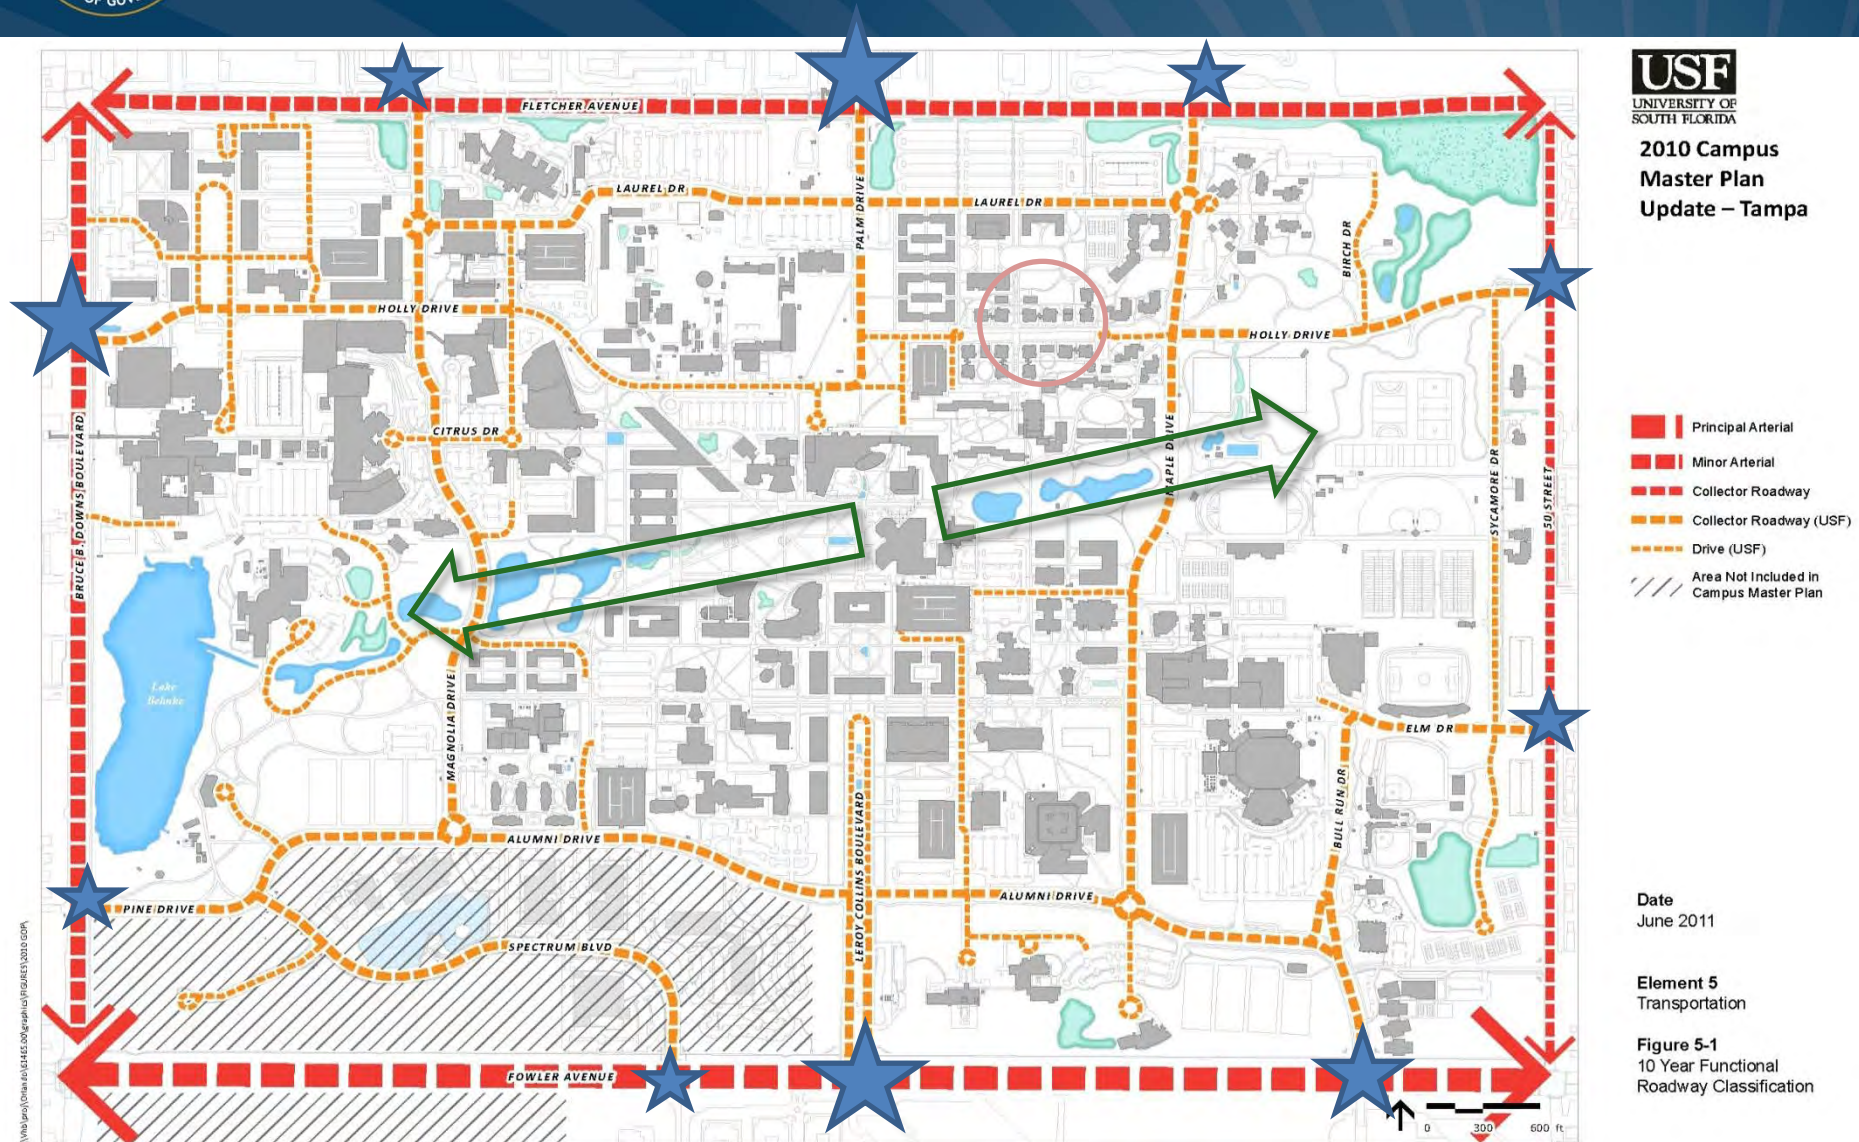 OF GOV
FLETCHER AVENUE
LAUREL DR
PALM DRIVE
LAUREL DR
BIRCH DR
HOLLY DRIVE
HOLLY DRIVE
CITRUS DR
BRUCE B. DOWNS BOULEVARD
MAPLE DRIVE
SYCAMORE DR
50 STREET
Lake
Behnke
MAGNOLIA DRIVE
ELM DR
BULL RUN DR
ALUMNI DRIVE
LEROY COLLINS BOULEVARD
ALUMNI DRIVE
PINE DRIVE
SPECTRUM BLVD
FOWLER AVENUE
0 300 600 ft
USF
UNIVERSITY OF
SOUTH FLORIDA
2010 Campus
Master Plan
Update – Tampa
Principal Arterial
Minor Arterial
Collector Roadway
Collector Roadway (USF)
Drive (USF)
Area Not Included in
Campus Master Plan
Date
June 2011
Element 5
Transportation
Figure 5-1
10 Year Functional
Roadway Classification